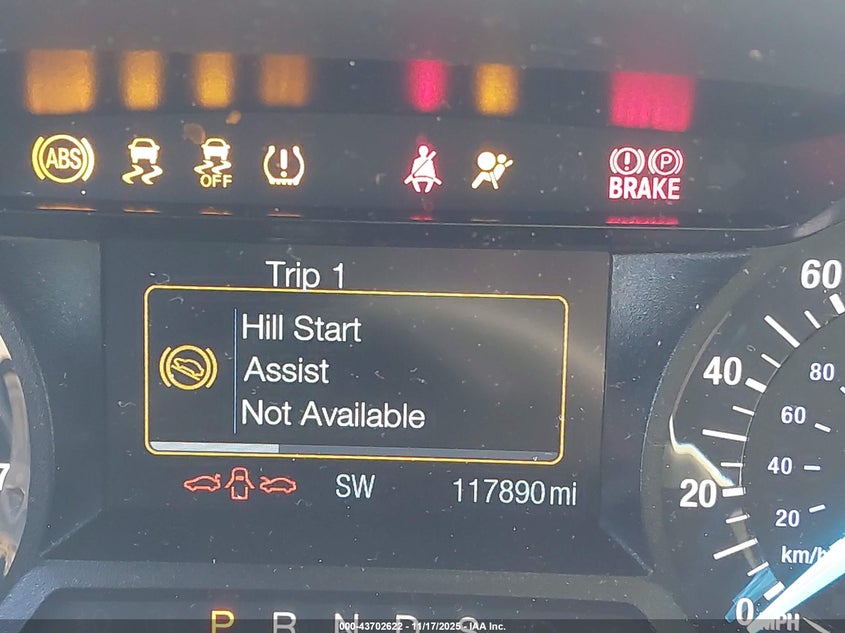 ABS
OFF
P
BRAKE
Trip 1
Hill Start
Assist
Not Available
SW
117890mi
60
40
20
0
MPH
80
60
40
20
km/h
P R N D S
000-43702622 - 11/17/2025 - IAA Inc.